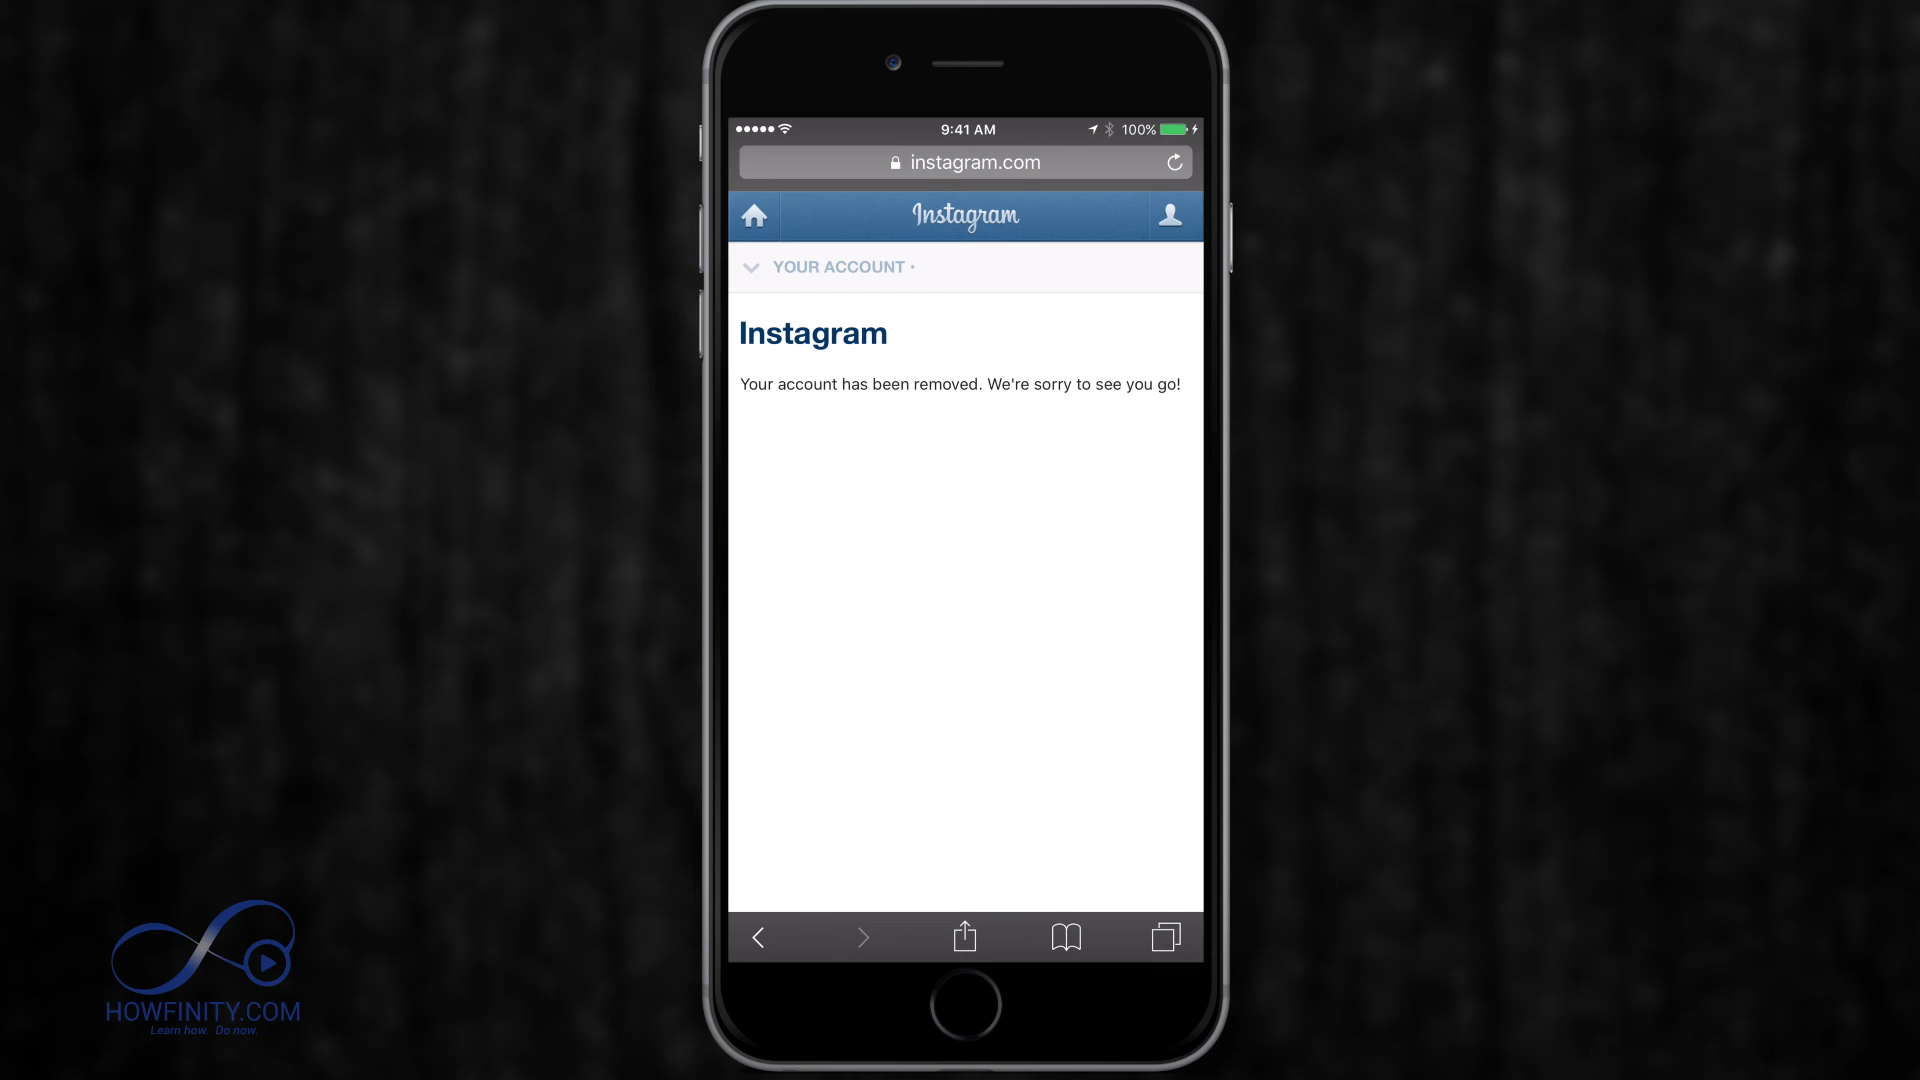 9:41 AM
100%
instagram.com
Instagram
YOUR ACCOUNT •
Instagram
Your account has been removed. We're sorry to see you go!
HOWFINITY.COM
Learn how. Do now.